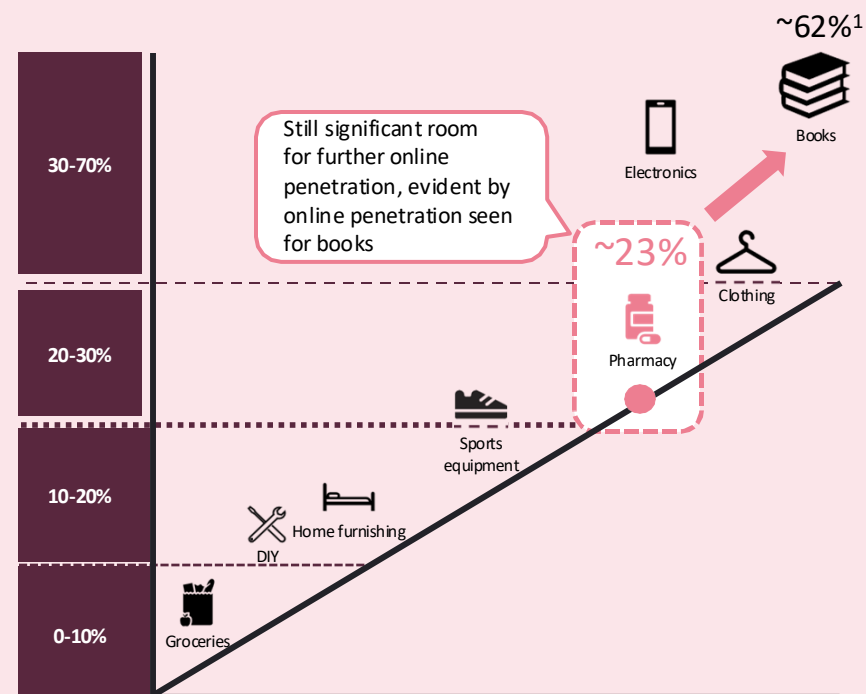 ~62%¹
Books
Electronics
Still significant room
for further online
penetration, evident by
online penetration seen
for books
30-70%
~23%
Clothing
Pharmacy
20-30%
Sports
equipment
10-20%
Home furnishing
DIY
Groceries
0-10%